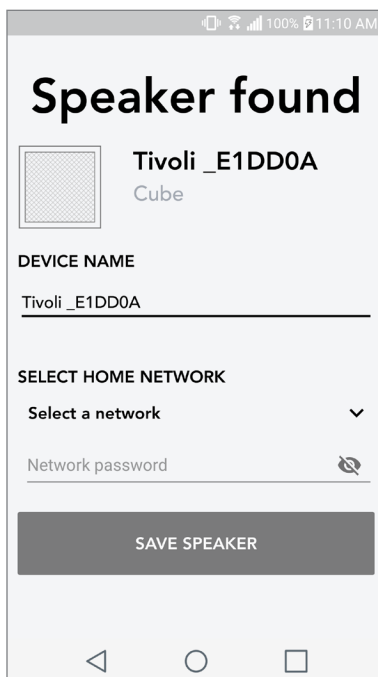 100% 11:10 AM
Speaker found
Tivoli _E1DD0A
Cube
DEVICE NAME
Tivoli _E1DD0A
SELECT HOME NETWORK
Select a network
Network password
SAVE SPEAKER